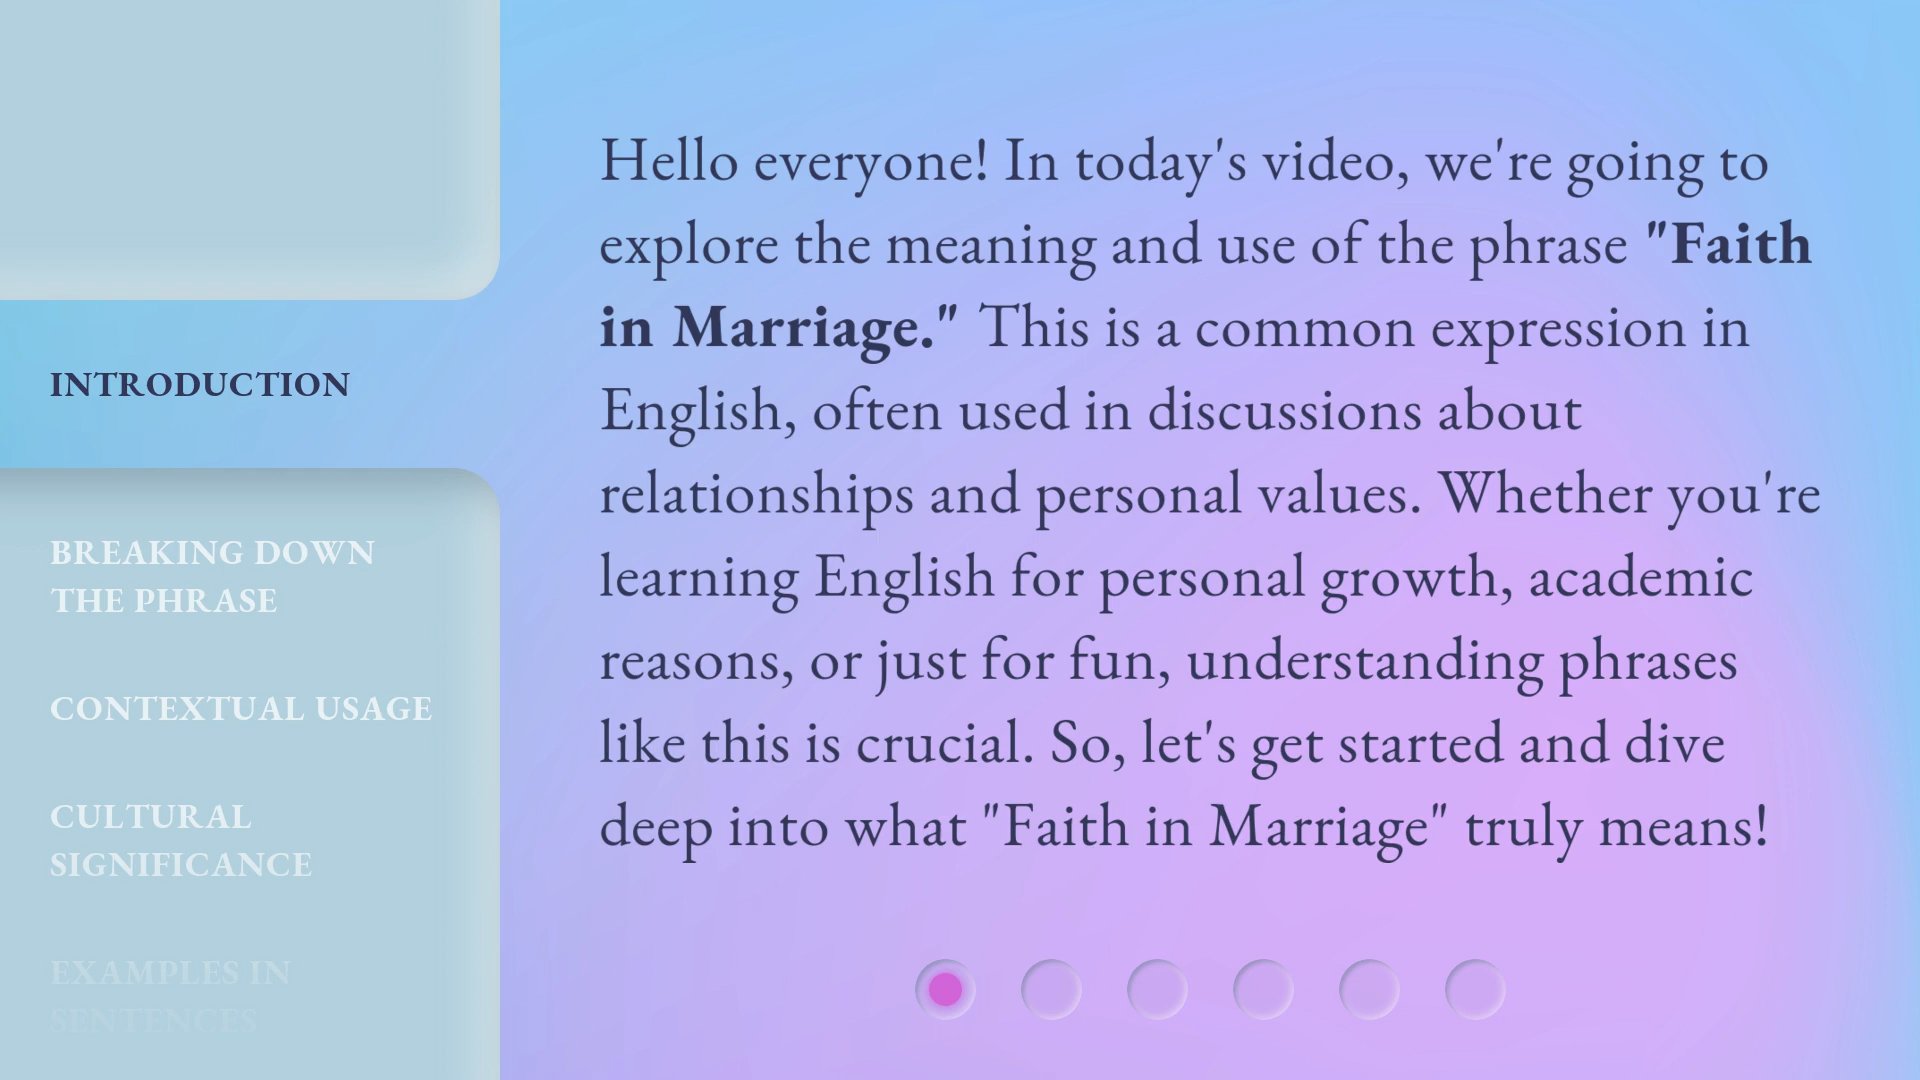 INTRODUCTION
BREAKING DOWN
THE PHRASE
CONTEXTUAL USAGE
CULTURAL
SIGNIFICANCE
EXAMPLES IN
SENTENCES
Hello everyone! In today's video, we're going to
explore the meaning and use of the phrase "Faith
in Marriage." This is a common expression in
English, often used in discussions about
relationships and personal values. Whether you're
learning English for personal growth, academic
reasons, or just for fun, understanding phrases
like this is crucial. So, let's get started and dive
deep into what "Faith in Marriage" truly means!